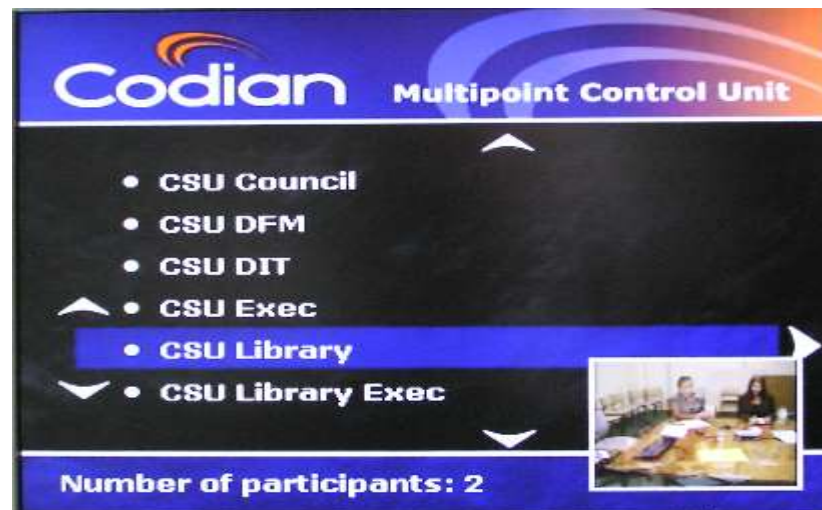 Codian Multipoint Control Unit
• CSU Council
• CSU DFM
• CSU DIT
• CSU Exec
• CSU Library
• CSU Library Exec
Number of participants: 2